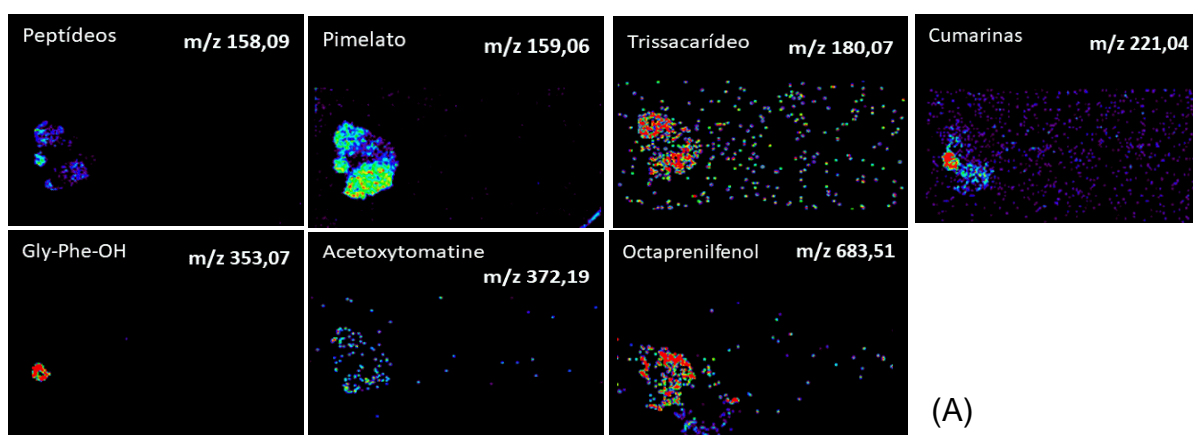 Peptídeos
m/z 158,09
Pimelato
m/z 159,06
Trissacarídeo
m/z 180,07
Cumarinas
m/z 221,04
Gly-Phe-OH
m/z 353,07
Acetoxytomatine
m/z 372,19
Octaprenilfenol
m/z 683,51
(A)